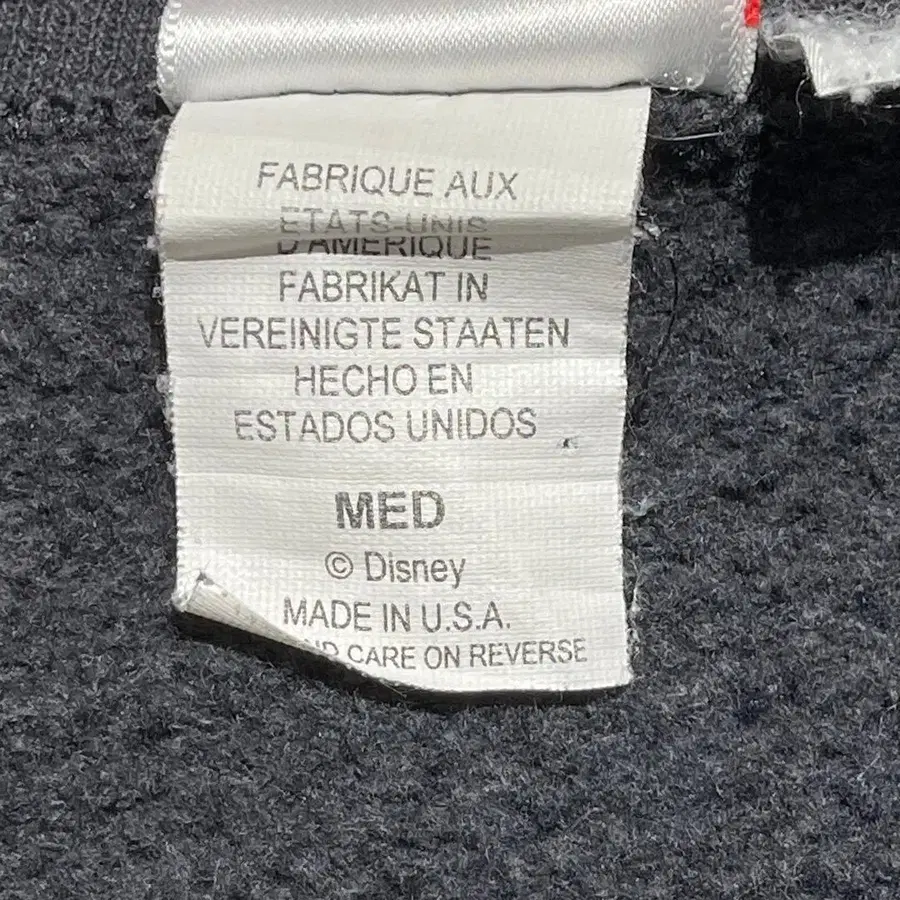 FABRIQUE AUX
ETATS-UNIS
D'AMERIQUE
FABRIKAT IN
VEREINIGTE STAATEN
HECHO EN
ESTADOS UNIDOS
MED
© Disney
MADE IN U.S.A.
CARE ON REVERSE